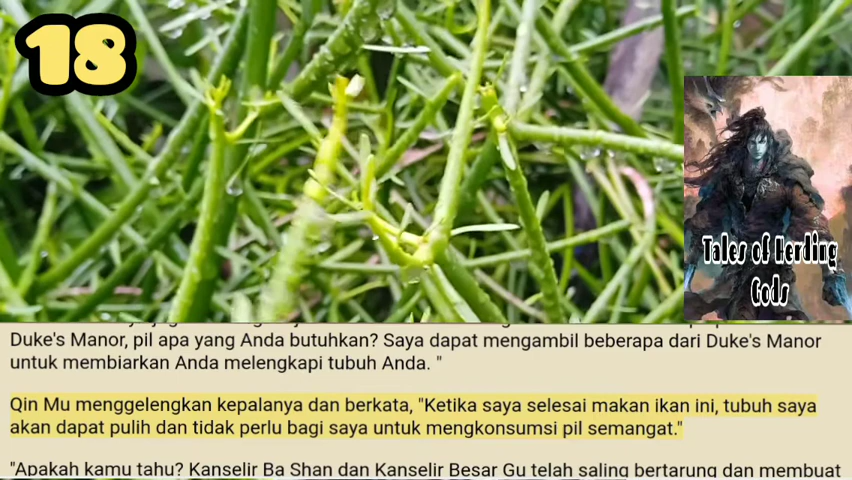 18
Tales of Herding
Gods
Duke's Manor, pil apa yang Anda butuhkan? Saya dapat mengambil beberapa dari Duke's Manor
untuk membiarkan Anda melengkapi tubuh Anda. "
Qin Mu menggelengkan kepalanya dan berkata, "Ketika saya selesai makan ikan ini, tubuh saya
akan dapat pulih dan tidak perlu bagi saya untuk mengkonsumsi pil semangat."
"Apakah kamu tahu? Kanselir Ba Shan dan Kanselir Besar Gu telah saling bertarung dan membuat